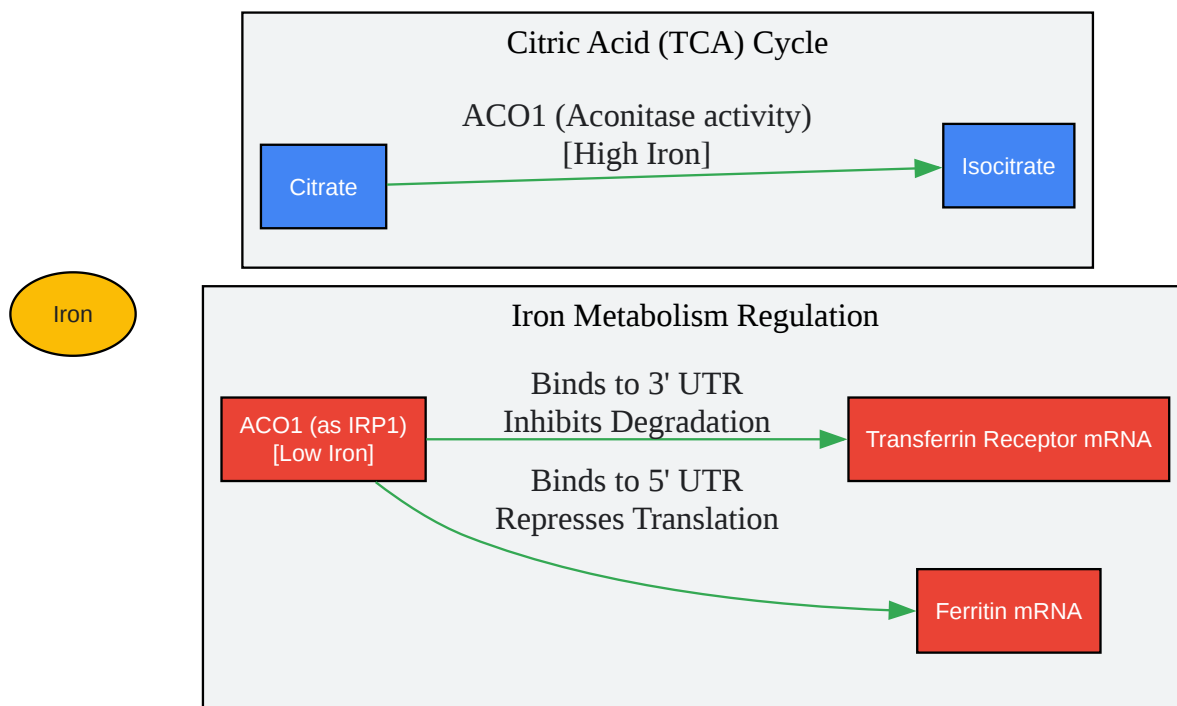 Citric Acid (TCA) Cycle
ACO1 (Aconitase activity)
[High Iron]
Citrate
Isocitrate
Iron
Iron Metabolism Regulation
Binds to 3' UTR
Inhibits Degradation
ACO1 (as IRP1)
[Low Iron]
Transferrin Receptor mRNA
Binds to 5' UTR
Represses Translation
Ferritin mRNA